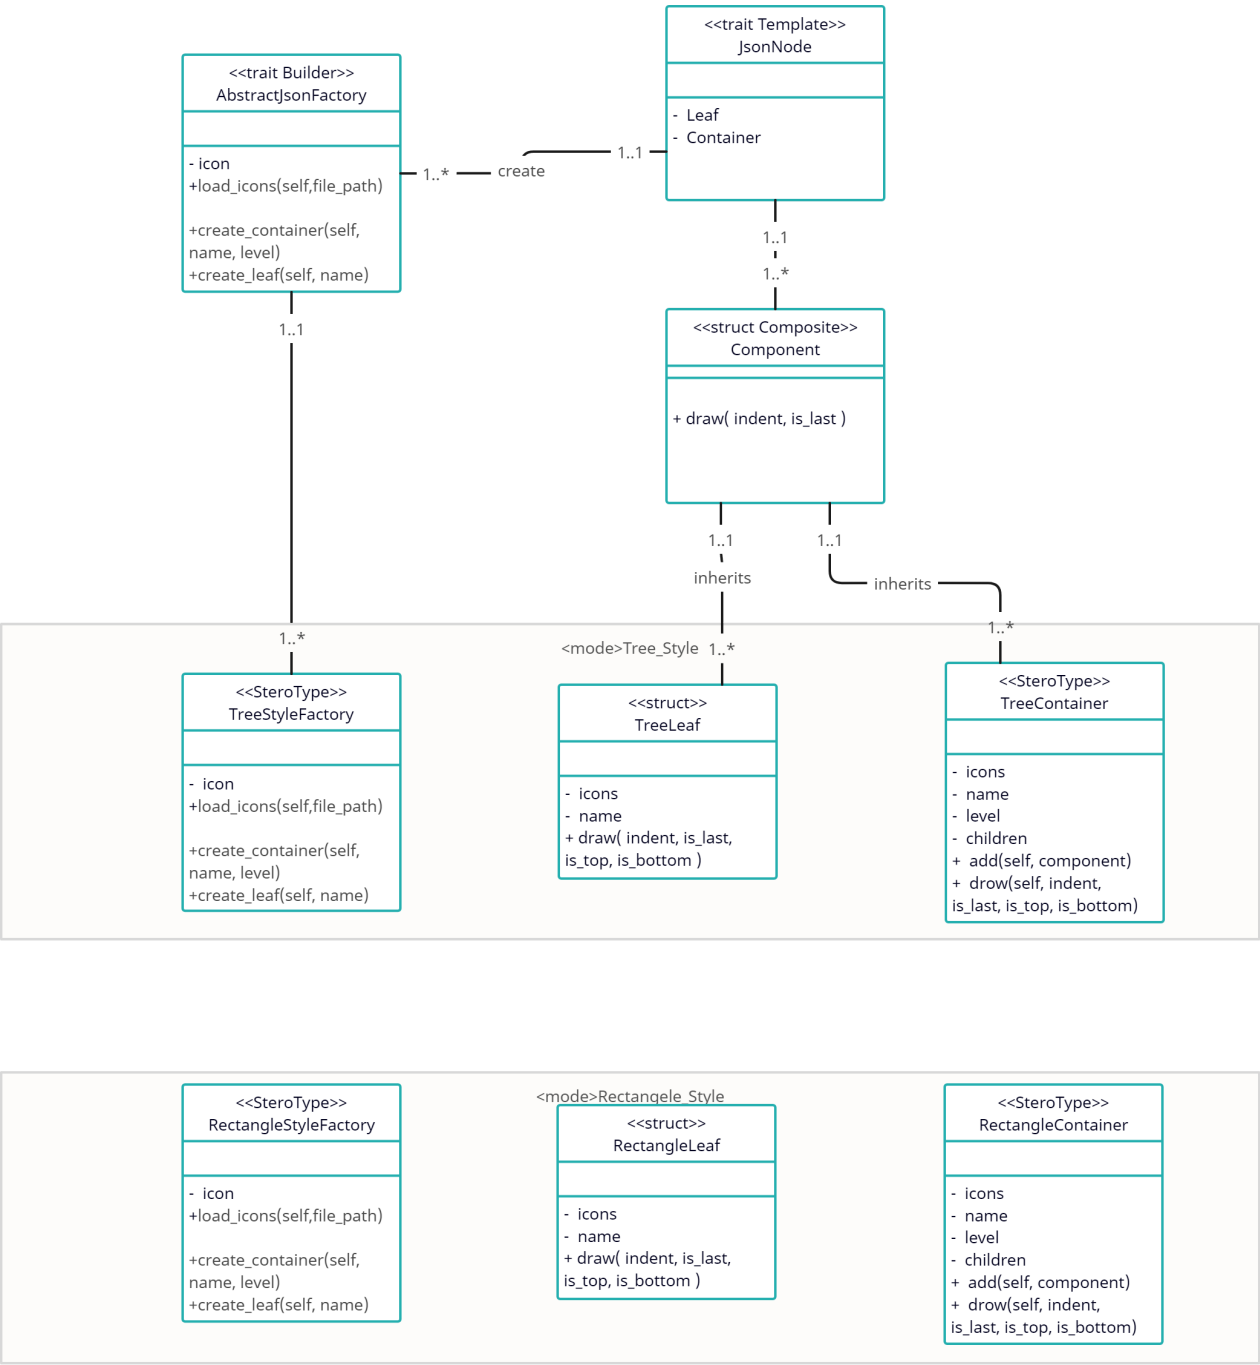 <<trait Template>>
JsonNode
- Leaf
- Container
<<trait Builder>>
AbstractJsonFactory
- icon
+load_icons(self,file_path)
+create_container(self,
name, level)
+create_leaf(self, name)
1..*
create
1..1
1..1
1..*
<<struct Composite>>
Component
+ draw( indent, is_last )
1..1
1..1
1..1
inherits
inherits
1..*
1..*
1..*
<mode>Tree_Style
<<SteroType>>
TreeStyleFactory
- icon
+load_icons(self,file_path)
+create_container(self,
name, level)
+create_leaf(self, name)
<<struct>>
TreeLeaf
- icons
- name
+ draw( indent, is_last,
is_top, is_bottom )
<<SteroType>>
TreeContainer
- icons
- name
- level
- children
+ add(self, component)
+ drow(self, indent,
is_last, is_top, is_bottom)
<mode>Rectangele_Style
<<SteroType>>
RectangleStyleFactory
- icon
+load_icons(self,file_path)
+create_container(self,
name, level)
+create_leaf(self, name)
<<struct>>
RectangleLeaf
- icons
- name
+ draw( indent, is_last,
is_top, is_bottom )
<<SteroType>>
RectangleContainer
- icons
- name
- level
- children
+ add(self, component)
+ drow(self, indent,
is_last, is_top, is_bottom)